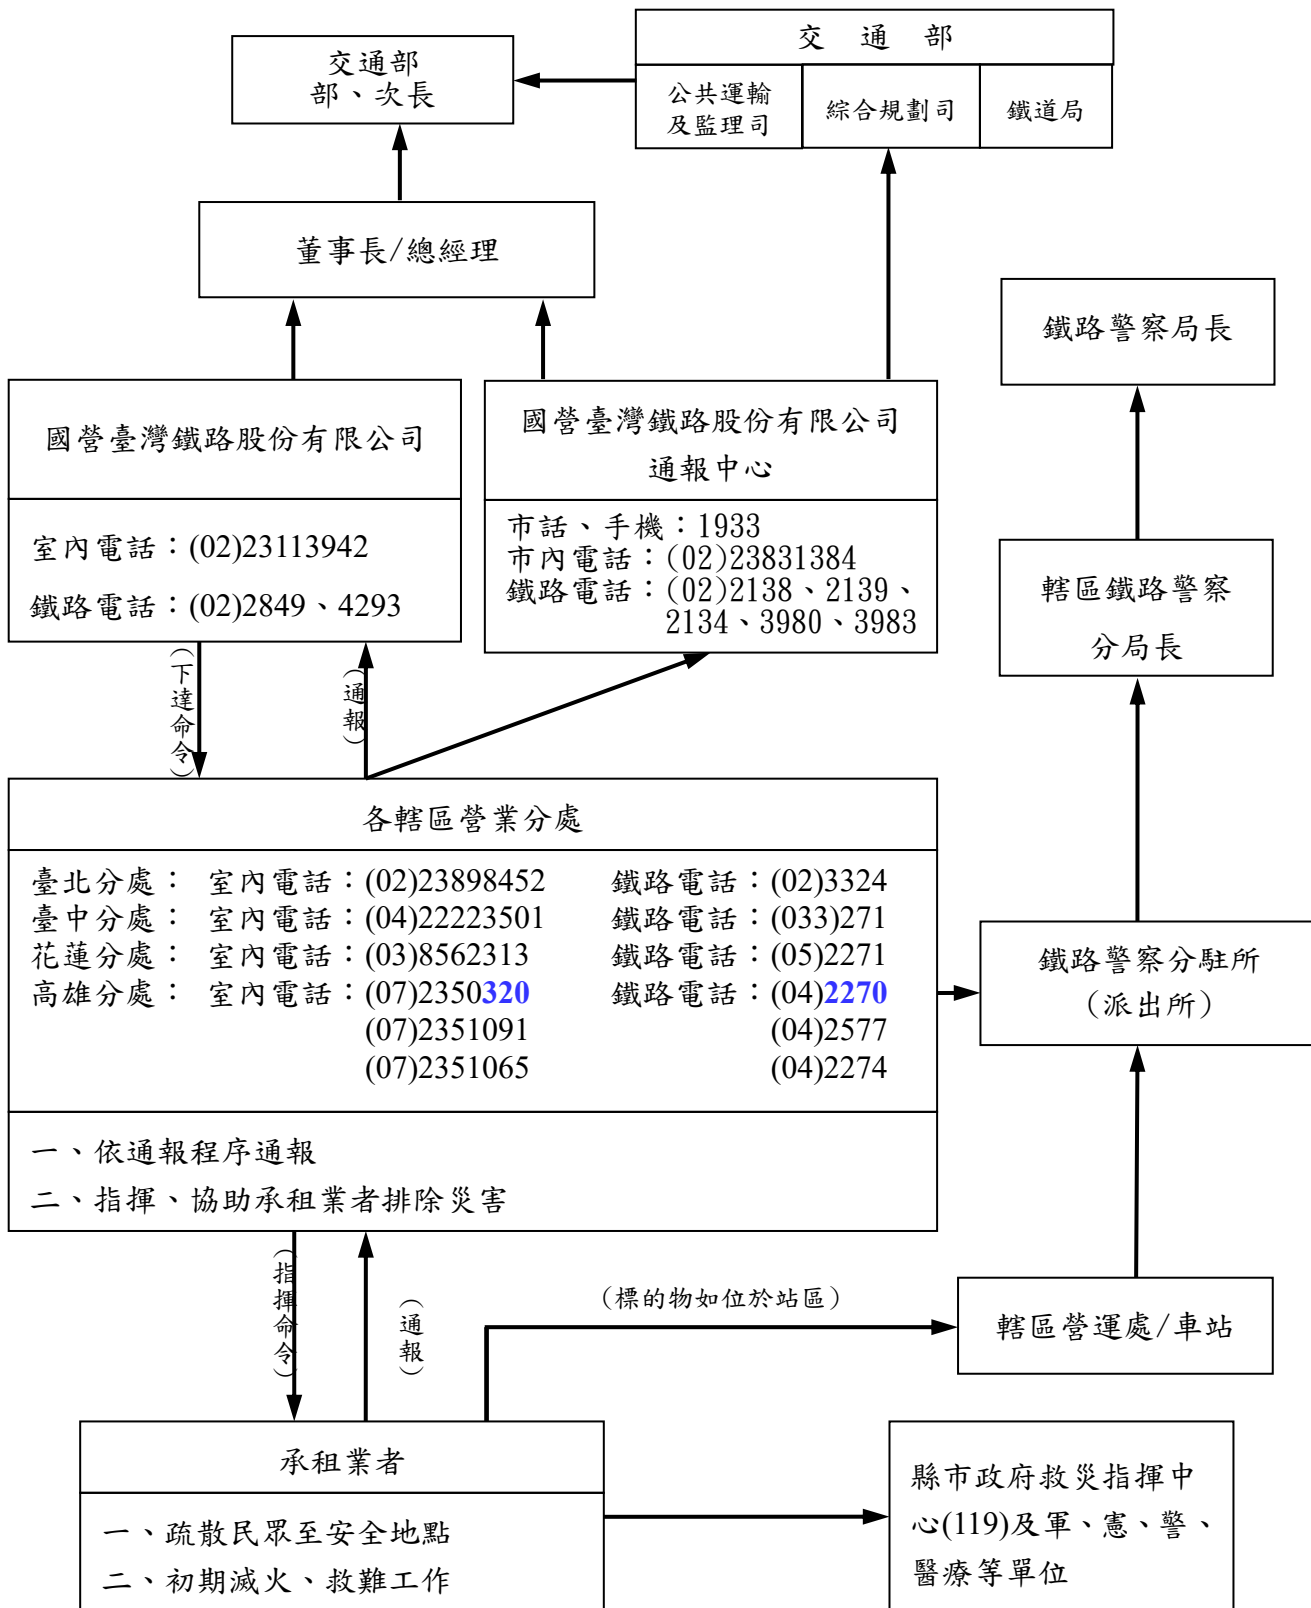 交通部
公共運輸
及監理司
綜合規劃司
鐵道局
交通部
部、次長
董事長/總經理
鐵路警察局長
國營臺灣鐵路股份有限公司
室內電話：(02)23113942
鐵路電話：(02)2849、4293
國營臺灣鐵路股份有限公司
通報中心
市話、手機：1933
市內電話：(02)23831384
鐵路電話：(02)2138、2139、
2134、3980、3983
轄區鐵路警察
分局長
(下達命令)
(通報)
各轄區營業分處
臺北分處： 室內電話：(02)23898452 鐵路電話：(02)3324
臺中分處： 室內電話：(04)22223501 鐵路電話：(033)271
花蓮分處： 室內電話：(03)8562313 鐵路電話：(05)2271
高雄分處： 室內電話：(07)2350320 鐵路電話：(04)2270
(07)2351091 (04)2577
(07)2351065 (04)2274
一、依通報程序通報
二、指揮、協助承租業者排除災害
鐵路警察分駐所
(派出所)
(指揮命令)
(通報)
(標的物如位於站區)
轄區營運處/車站
承租業者
一、疏散民眾至安全地點
二、初期滅火、救難工作
縣市政府救災指揮中
心(119)及軍、憲、警、
醫療等單位